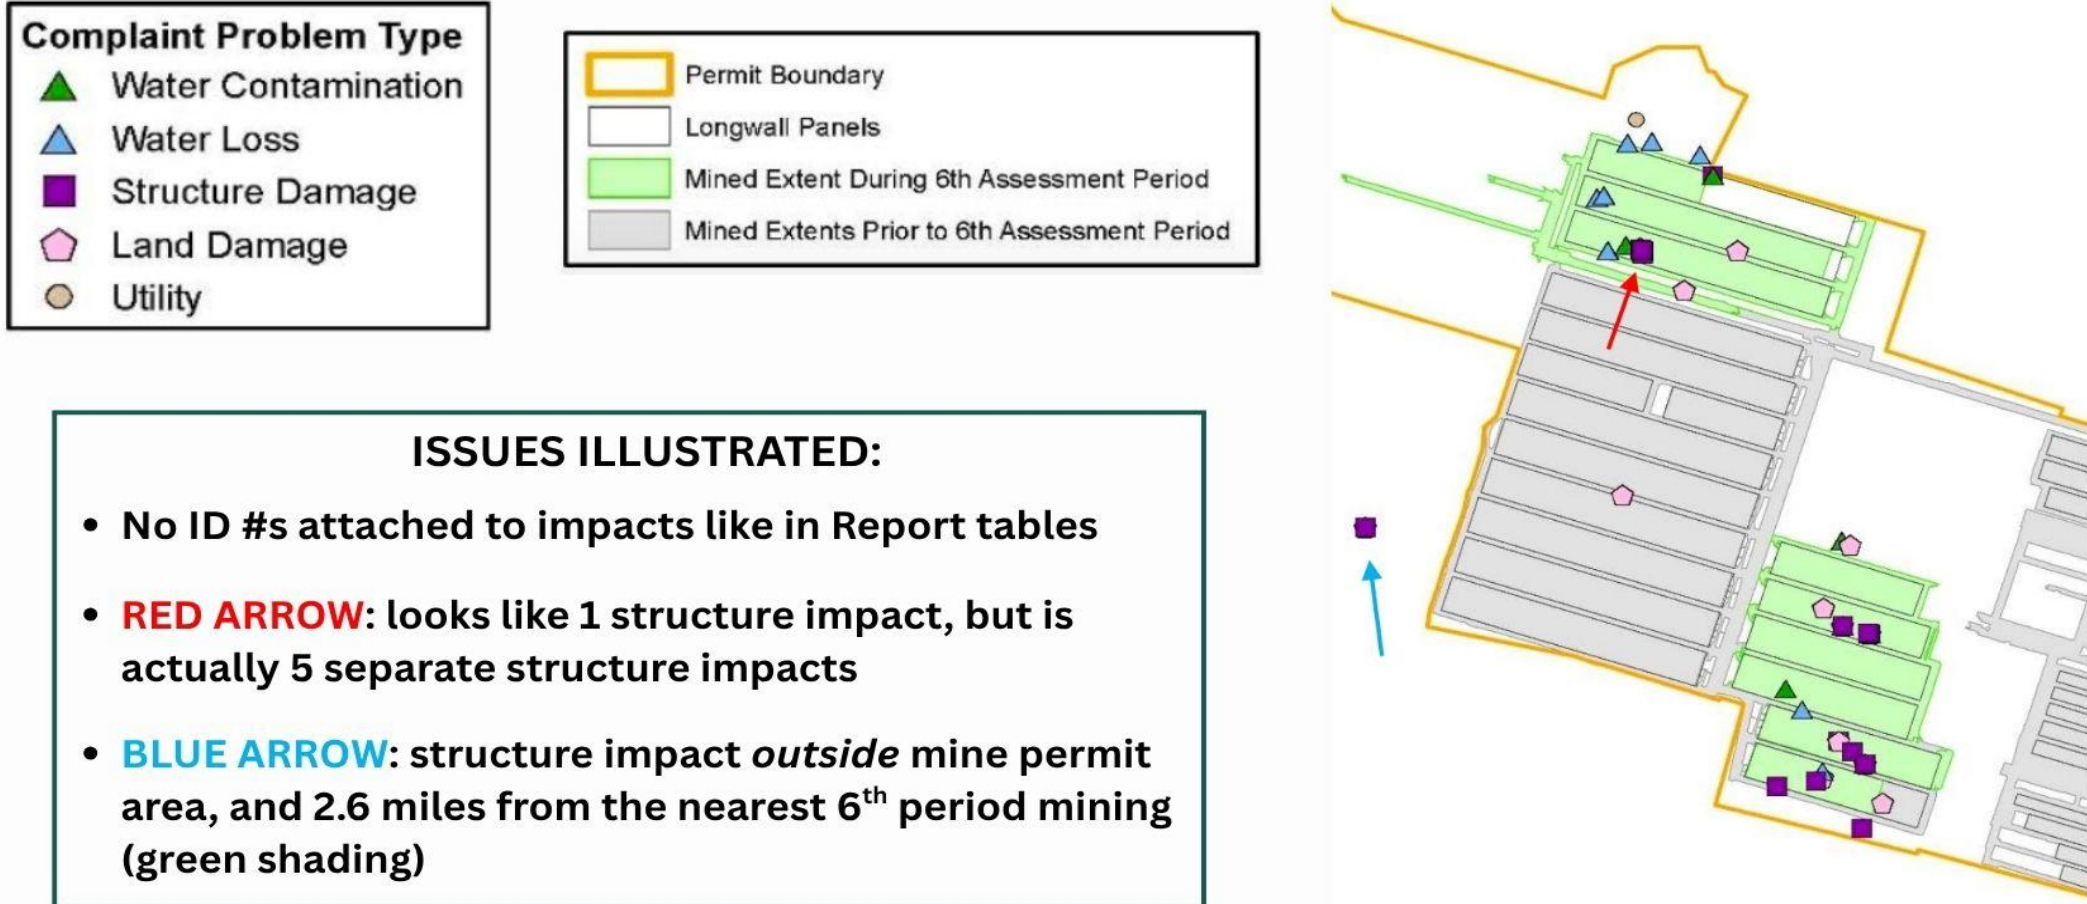 Complaint Problem Type
Water Contamination
Water Loss
Structure Damage
Land Damage
Utility
Permit Boundary
Longwall Panels
Mined Extent During 6th Assessment Period
Mined Extents Prior to 6th Assessment Period
ISSUES ILLUSTRATED:
• No ID #s attached to impacts like in Report tables
• RED ARROW: looks like 1 structure impact, but is
actually 5 separate structure impacts
• BLUE ARROW: structure impact outside mine permit
area, and 2.6 miles from the nearest 6th period mining
(green shading)